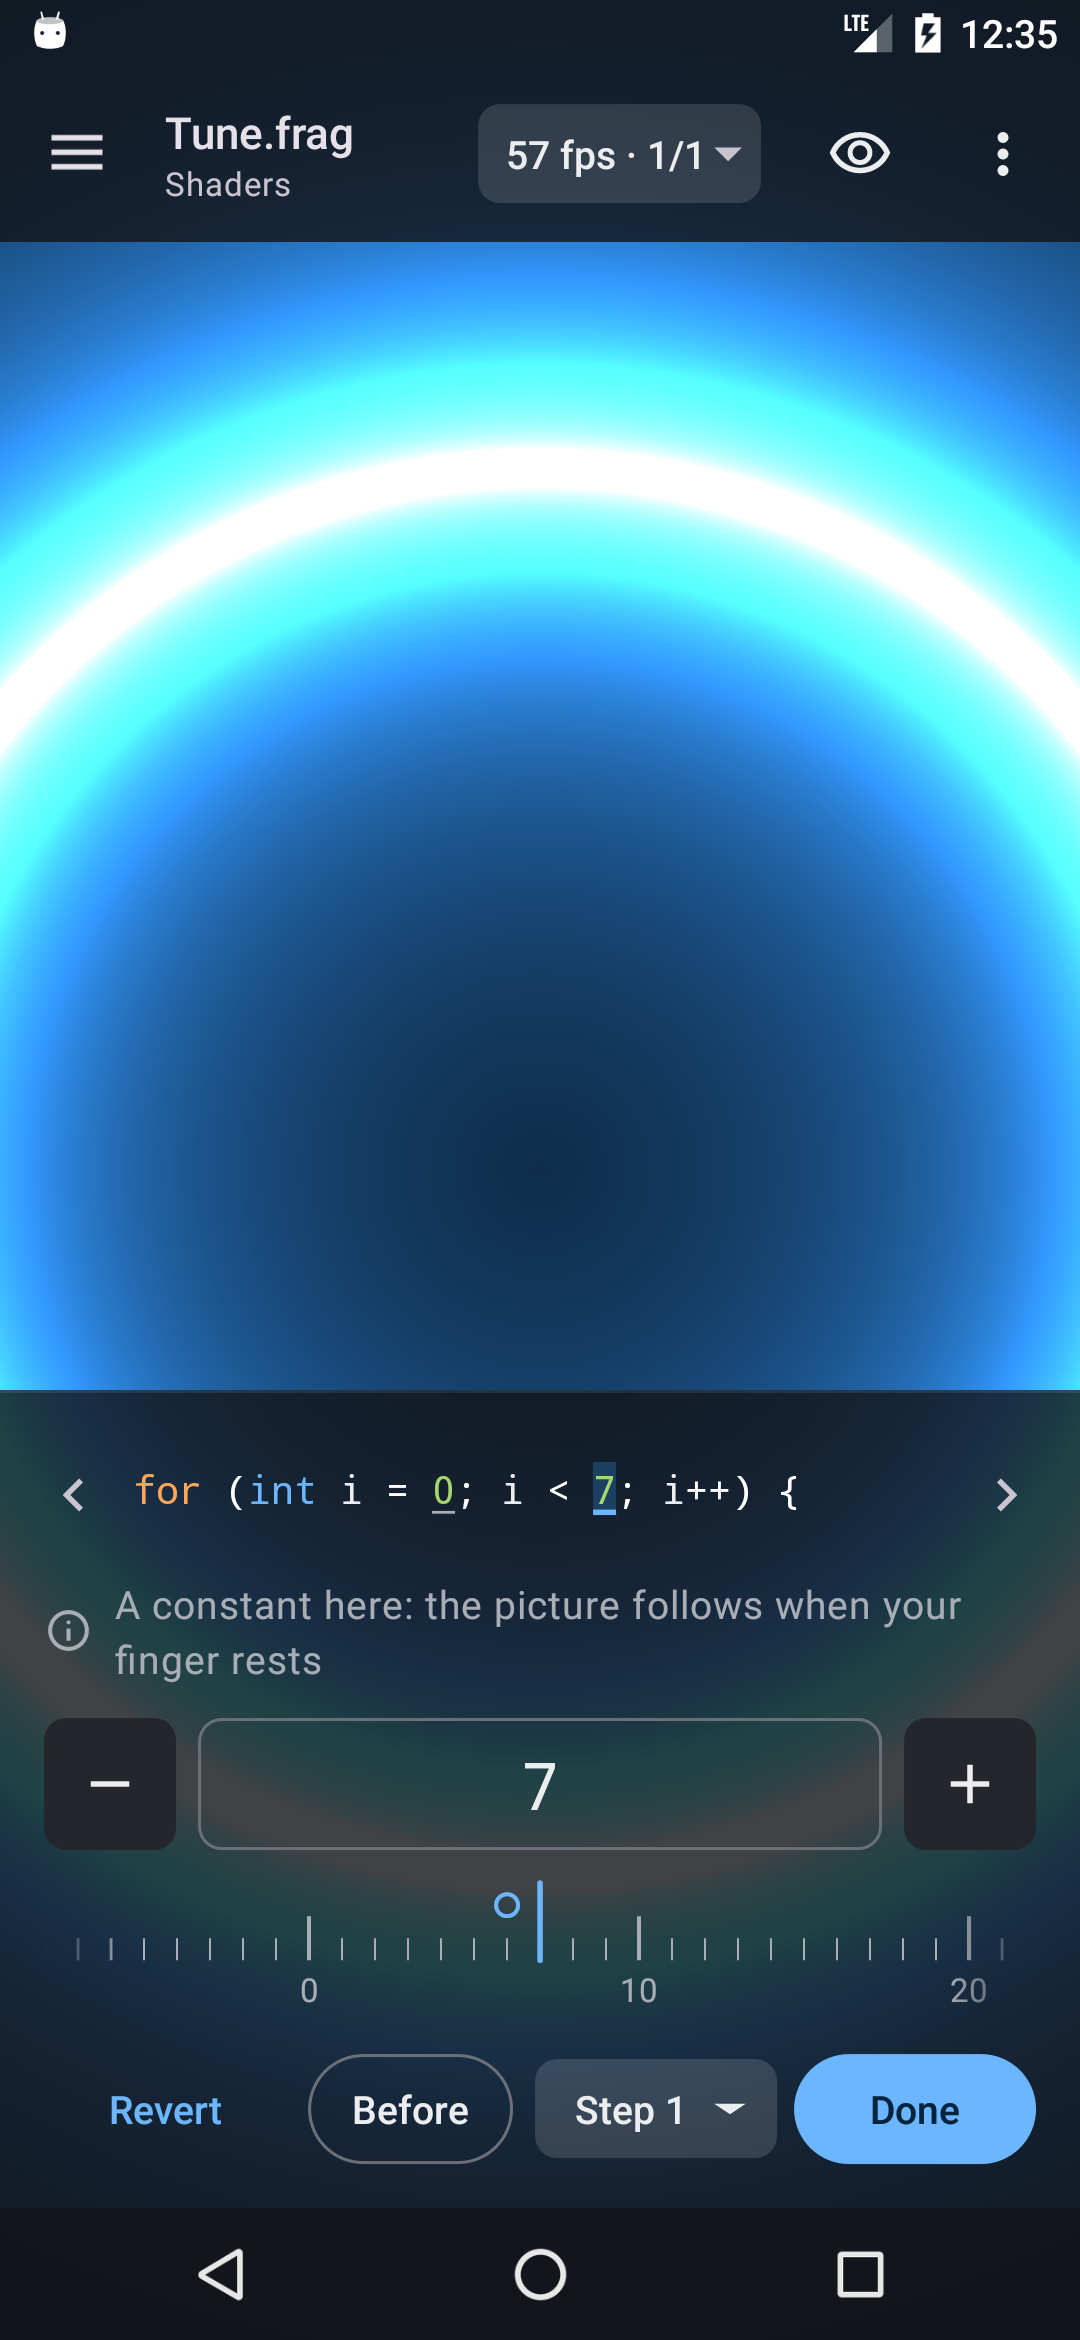 LTE 12:35
Tune.frag
Shaders
57 fps · 1/1
for (int i = 0; i < 7; i++) {
A constant here: the picture follows when your
finger rests
7
0 10 20
Revert Before Step 1 Done